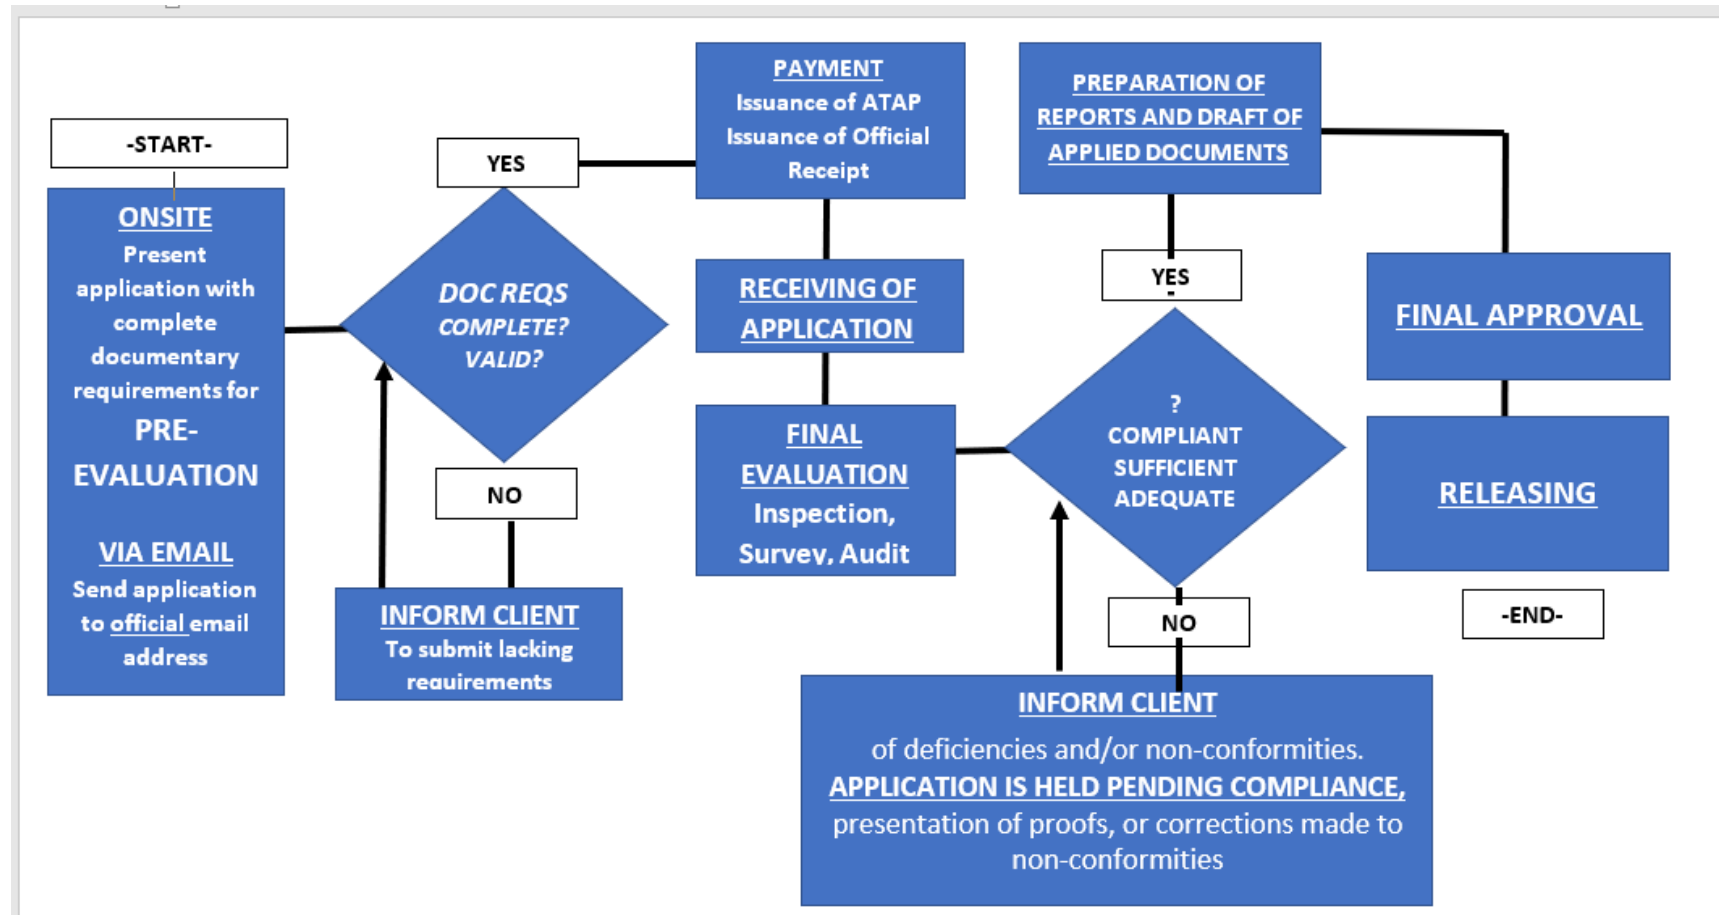 -START-
ONSITE
Present
application with
complete
documentary
requirements for
PRE-
EVALUATION
VIA EMAIL
Send application
to official email
address
YES
DOC REQS
COMPLETE?
VALID?
NO
INFORM CLIENT
To submit lacking
requirements
PAYMENT
Issuance of ATAP
Issuance of Official
Receipt
RECEIVING OF
APPLICATION
FINAL
EVALUATION
Inspection,
Survey, Audit
PREPARATION OF
REPORTS AND DRAFT OF
APPLIED DOCUMENTS
YES
?
COMPLIANT
SUFFICIENT
ADEQUATE
NO
INFORM CLIENT
of deficiencies and/or non-conformities.
APPLICATION IS HELD PENDING COMPLIANCE,
presentation of proofs, or corrections made to
non-conformities
FINAL APPROVAL
RELEASING
-END-